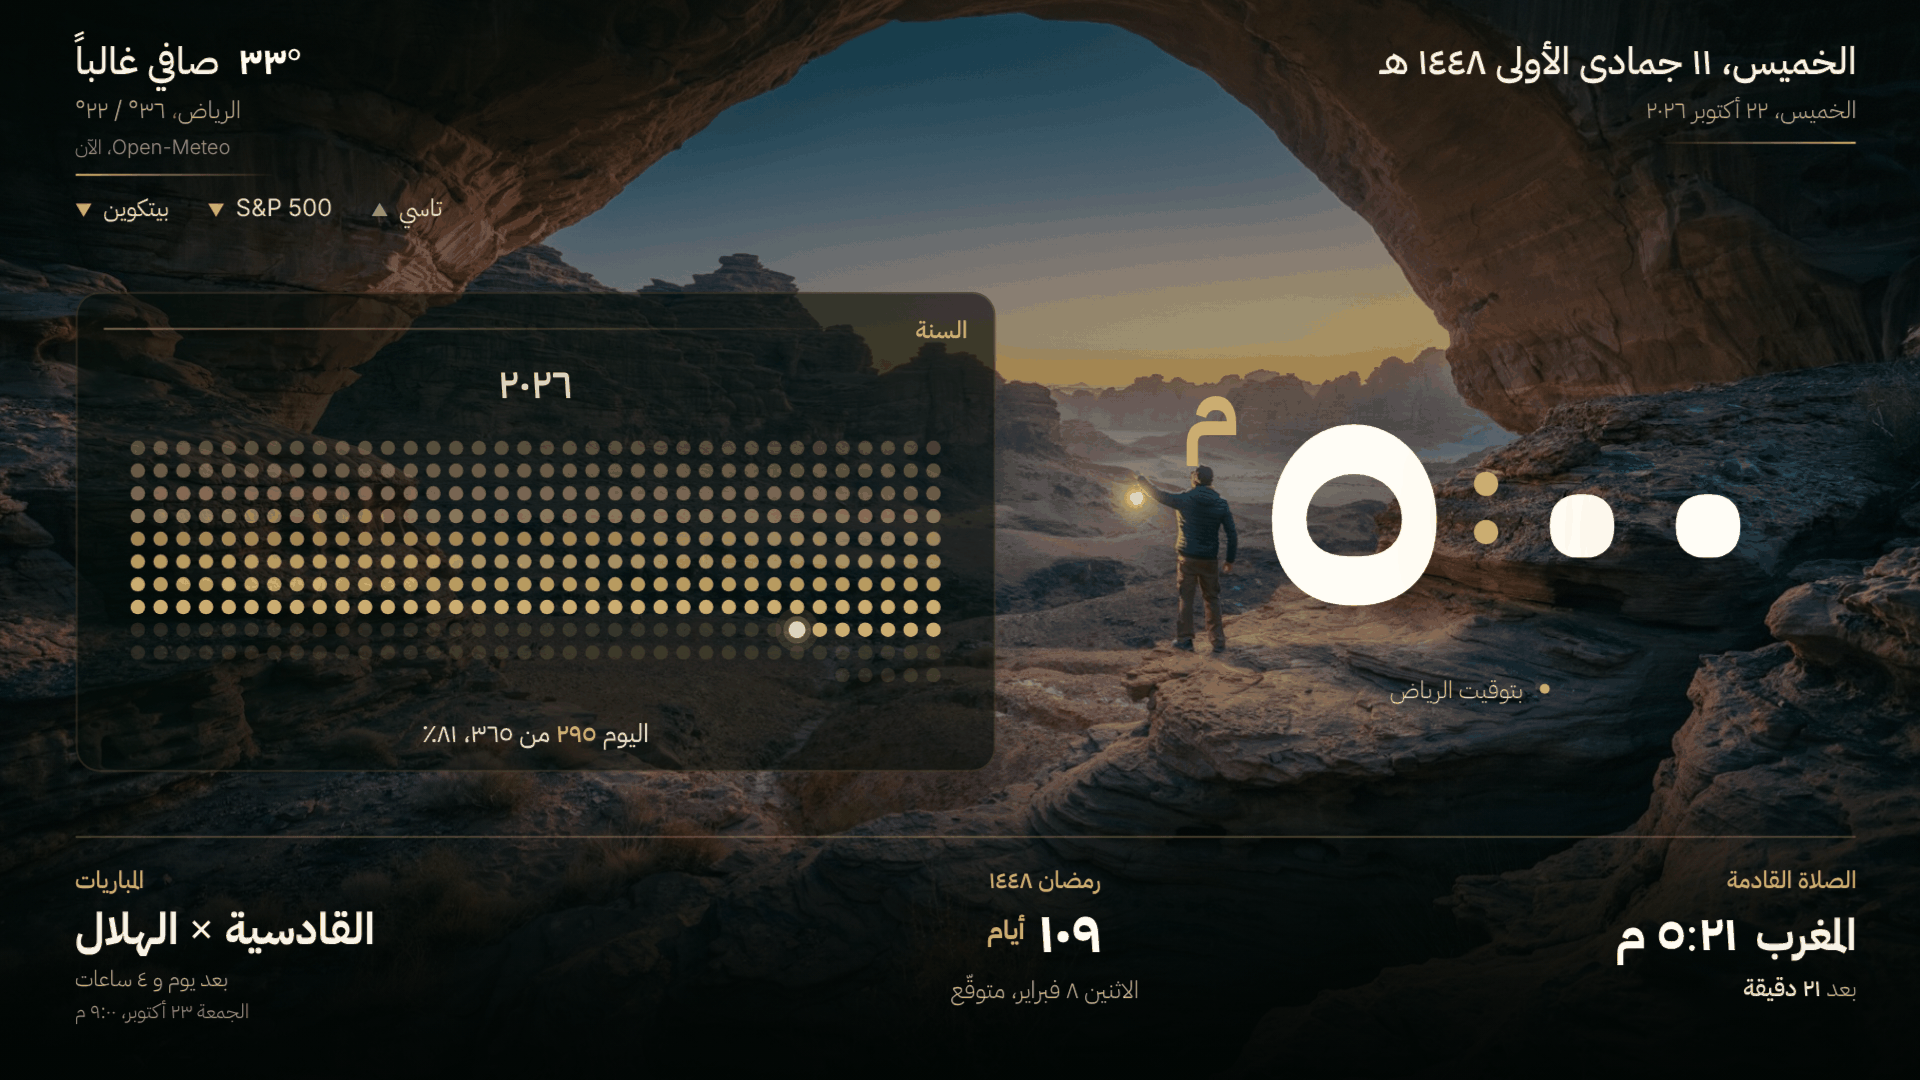 الخميس، ١١ جمادى الأولى ١٤٤٨ هـ
الخميس، ٢٢ أكتوبر ٢٠٢٦
٣٣° صافي غالباً
الرياض، ٣٦° / ٢٢°
Open-Meteo، الآن
تاسي ▲ S&P 500 ▼ بيتكوين ▼
السنة
٢٠٢٦
اليوم ٢٩٥ من ٣٦٥، ٨١٪
٥:٠٠ م
بتوقيت الرياض
الصلاة القادمة
المغرب ٥:٢١ م
بعد ٢١ دقيقة
رمضان ١٤٤٨
١٠٩ أيام
الاثنين ٨ فبراير، متوقّع
المباريات
القادسية × الهلال
بعد يوم و ٤ ساعات
الجمعة ٢٣ أكتوبر، ٩:٠٠ م